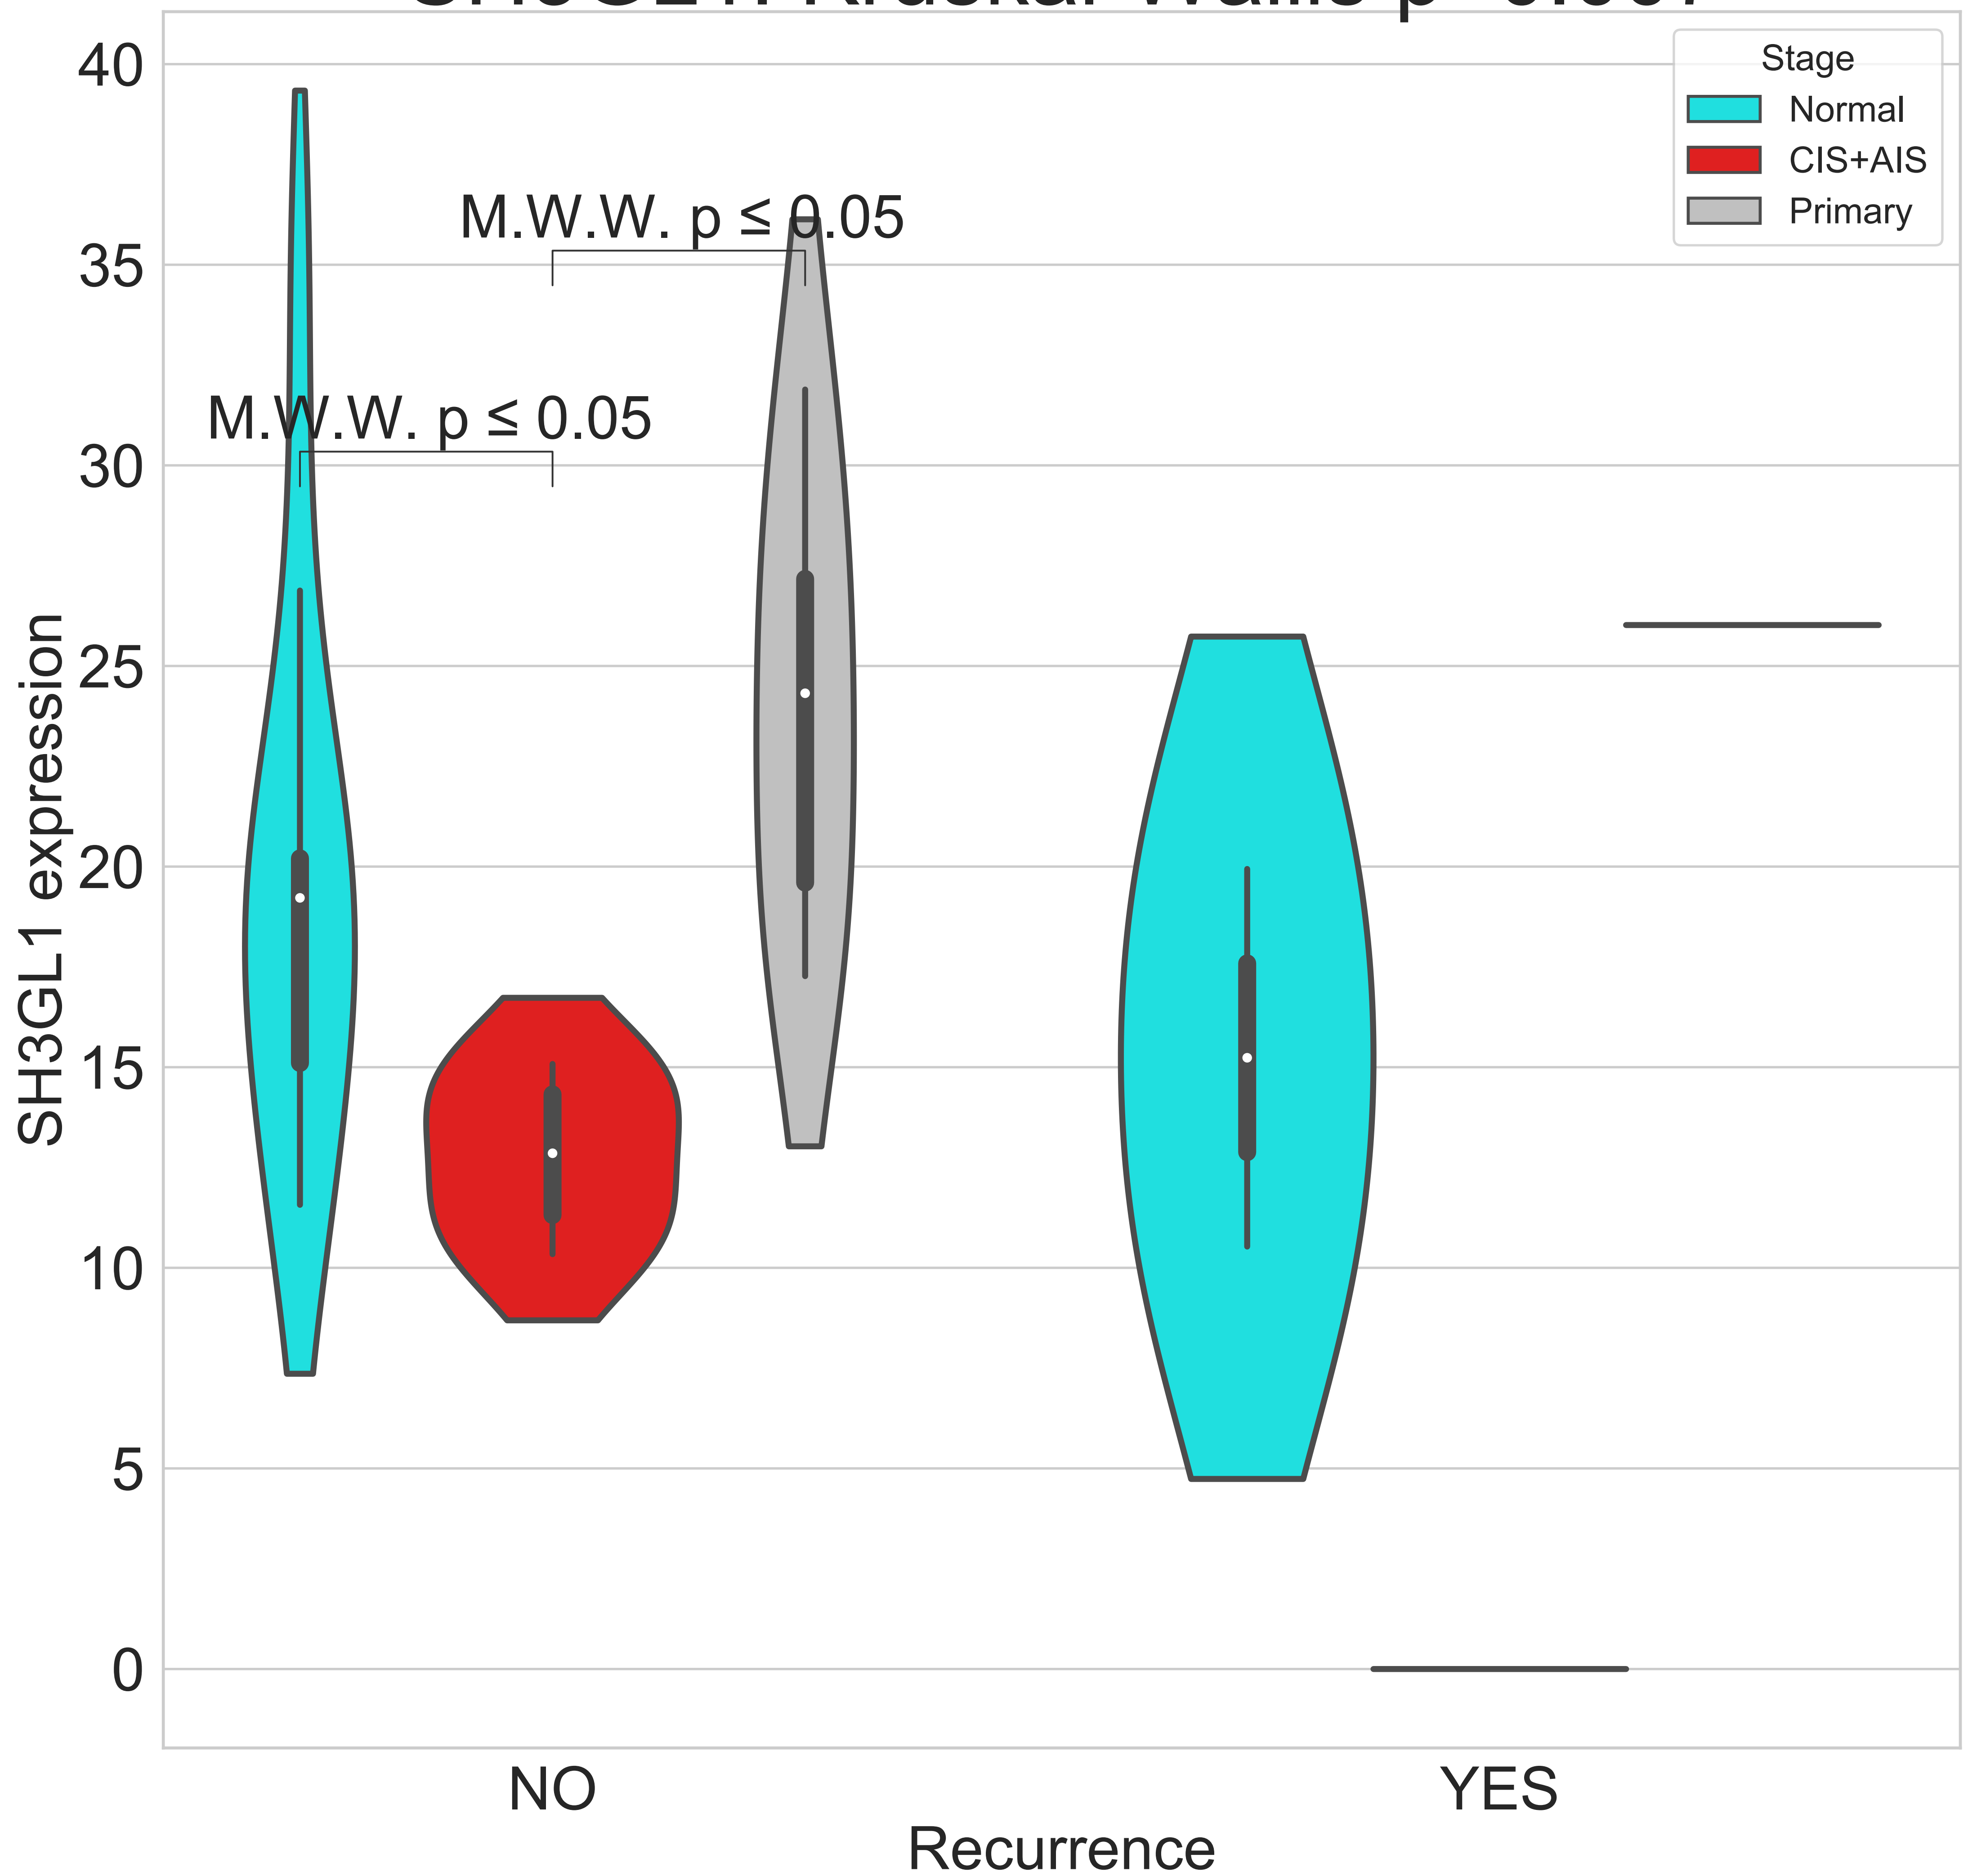 40
35
30
25
20
15
10
5
0
SH3GL1 expression
Stage
Normal
CIS+AIS
Primary
M.W.W. p ≤ 0.05
M.W.W. p ≤ 0.05
NO
YES
Recurrence